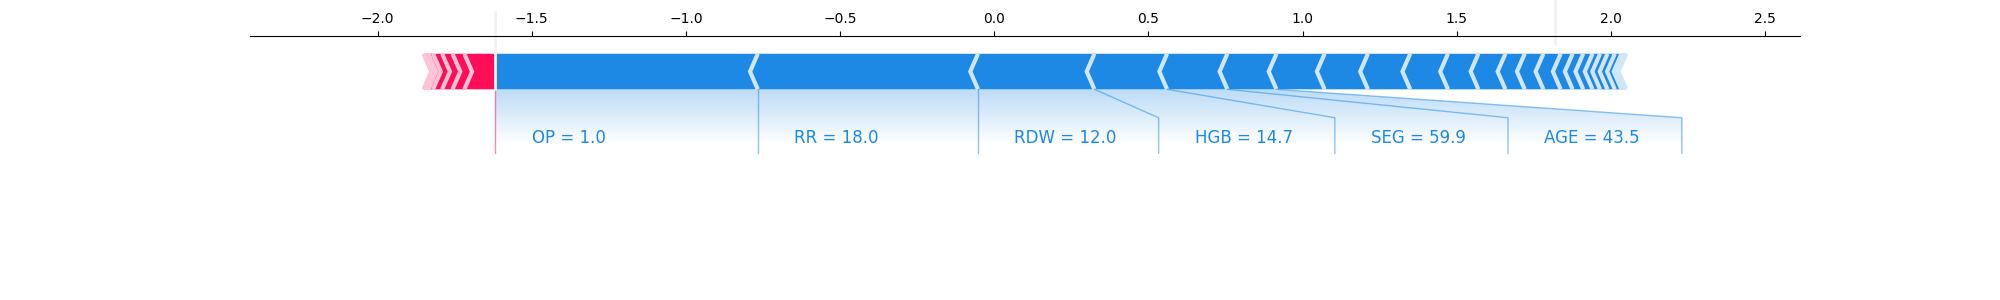 −2.0 −1.5 −1.0 −0.5 0.0 0.5 1.0 1.5 2.0 2.5
OP = 1.0 RR = 18.0 RDW = 12.0 HGB = 14.7 SEG = 59.9 AGE = 43.5